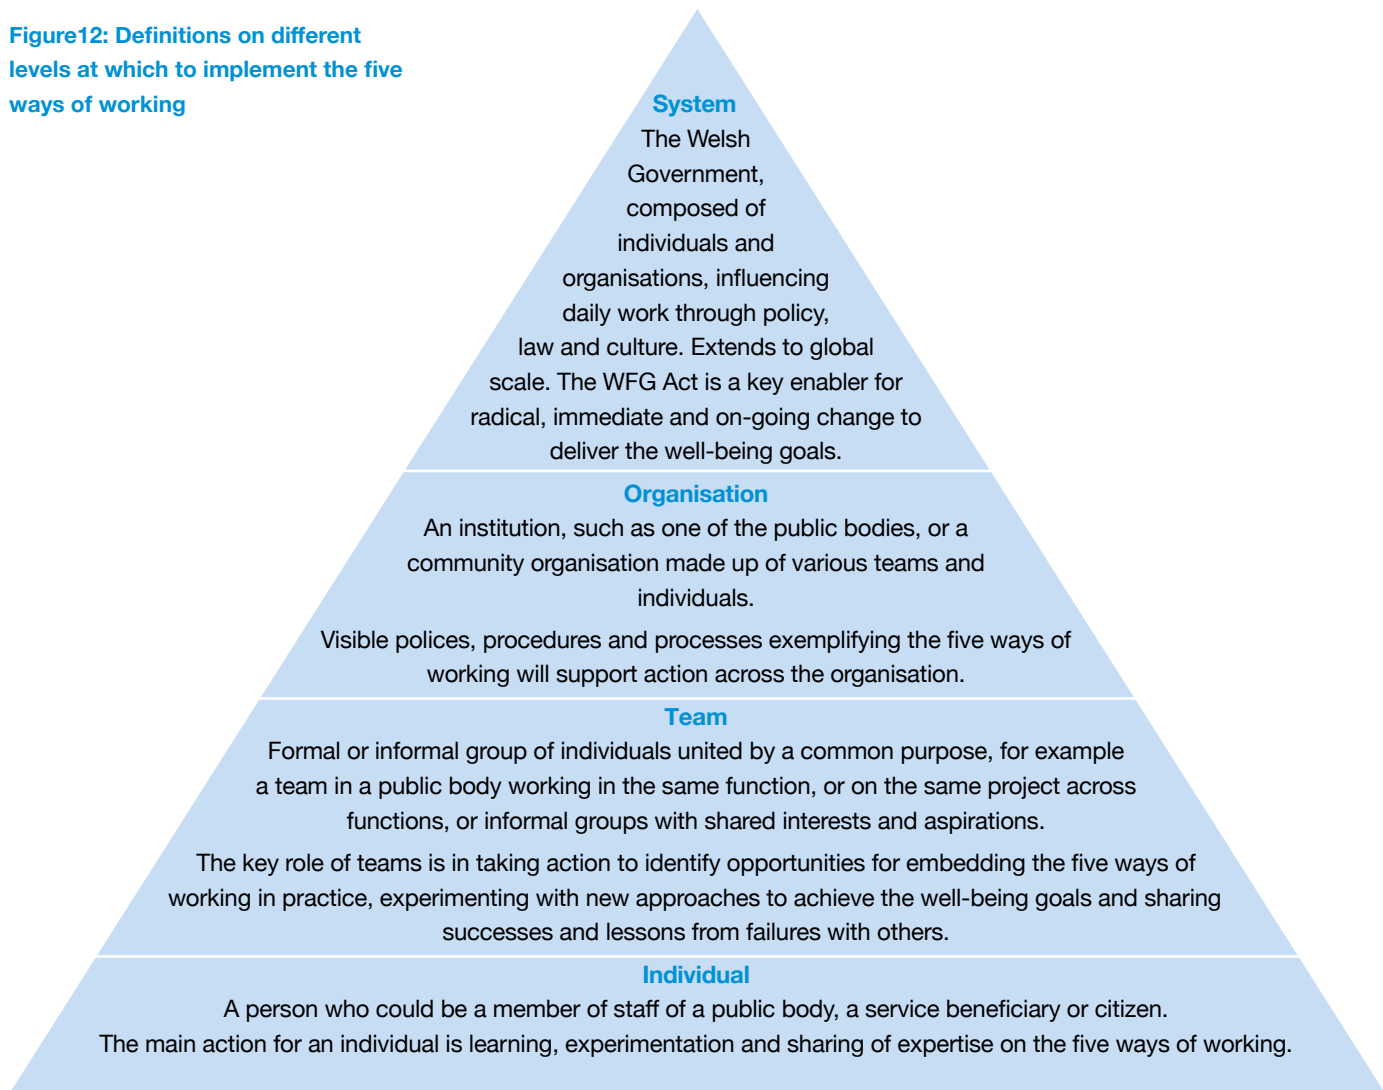 Figure12: Definitions on different
levels at which to implement the five
ways of working
System
The Welsh
Government,
composed of
individuals and
organisations, influencing
daily work through policy,
law and culture. Extends to global
scale. The WFG Act is a key enabler for
radical, immediate and on-going change to
deliver the well-being goals.
Organisation
An institution, such as one of the public bodies, or a
community organisation made up of various teams and
individuals.
Visible polices, procedures and processes exemplifying the five ways of
working will support action across the organisation.
Team
Formal or informal group of individuals united by a common purpose, for example
a team in a public body working in the same function, or on the same project across
functions, or informal groups with shared interests and aspirations.
The key role of teams is in taking action to identify opportunities for embedding the five ways of
working in practice, experimenting with new approaches to achieve the well-being goals and sharing
successes and lessons from failures with others.
Individual
A person who could be a member of staff of a public body, a service beneficiary or citizen.
The main action for an individual is learning, experimentation and sharing of expertise on the five ways of working.